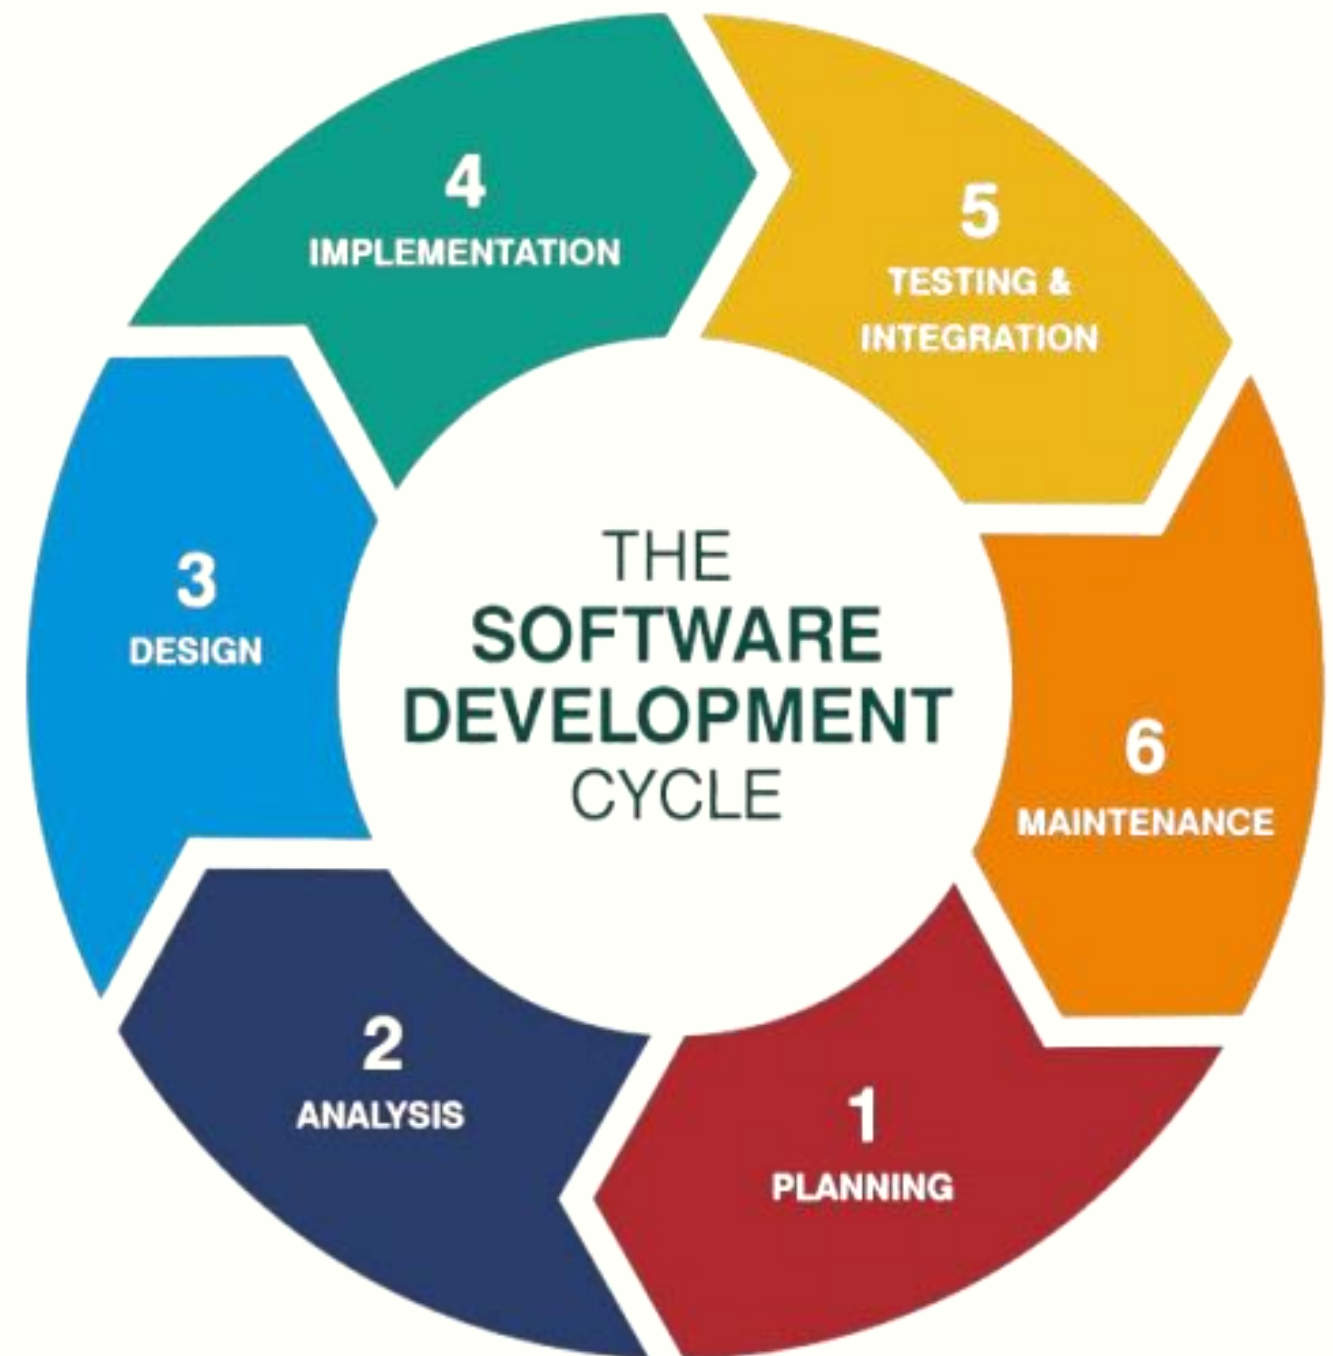 THE
SOFTWARE
DEVELOPMENT
CYCLE
1
PLANNING
2
ANALYSIS
3
DESIGN
4
IMPLEMENTATION
5
TESTING &
INTEGRATION
6
MAINTENANCE